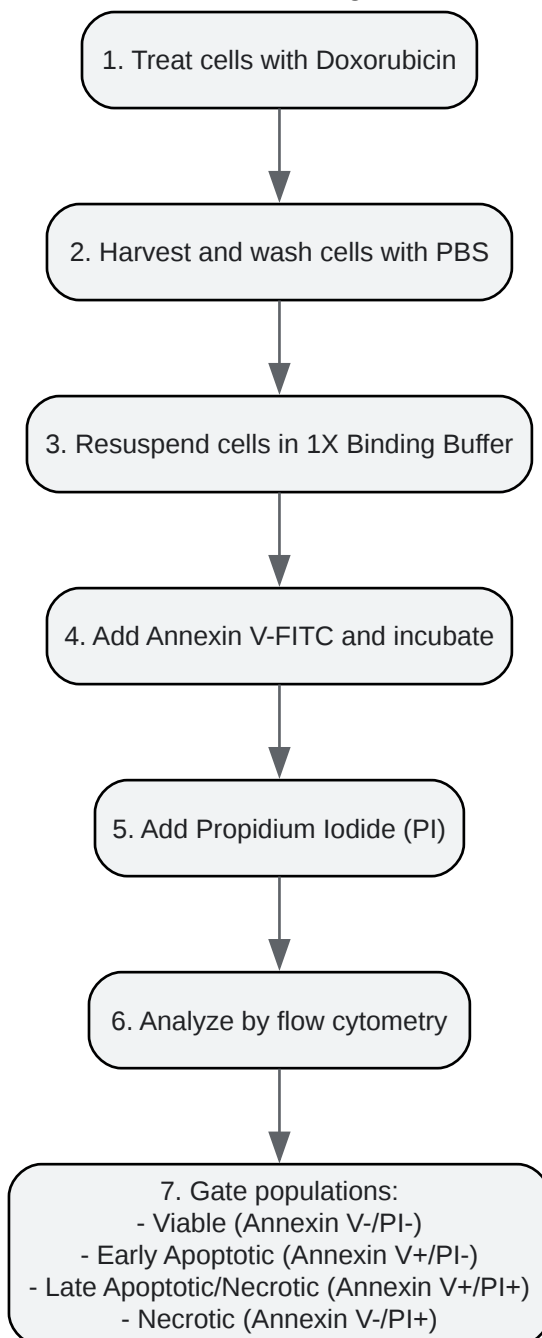 1. Treat cells with Doxorubicin
2. Harvest and wash cells with PBS
3. Resuspend cells in 1X Binding Buffer
4. Add Annexin V-FITC and incubate
5. Add Propidium Iodide (PI)
6. Analyze by flow cytometry
7. Gate populations:
- Viable (Annexin V-/PI-)
- Early Apoptotic (Annexin V+/PI-)
- Late Apoptotic/Necrotic (Annexin V+/PI+)
- Necrotic (Annexin V-/PI+)